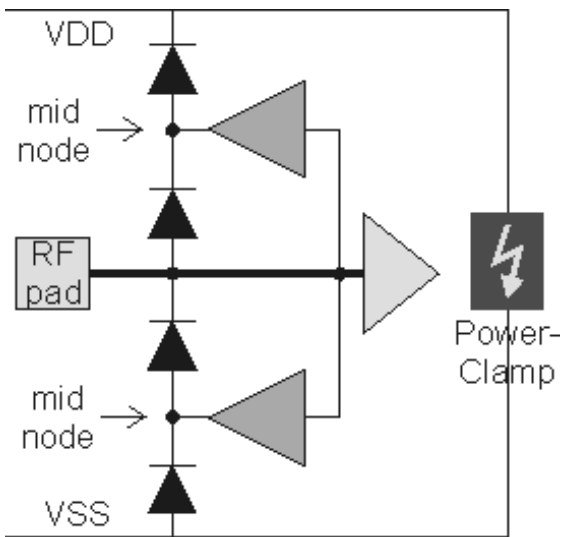 VDD
mid
node
RF
pad
Power-
Clamp
mid
node
VSS